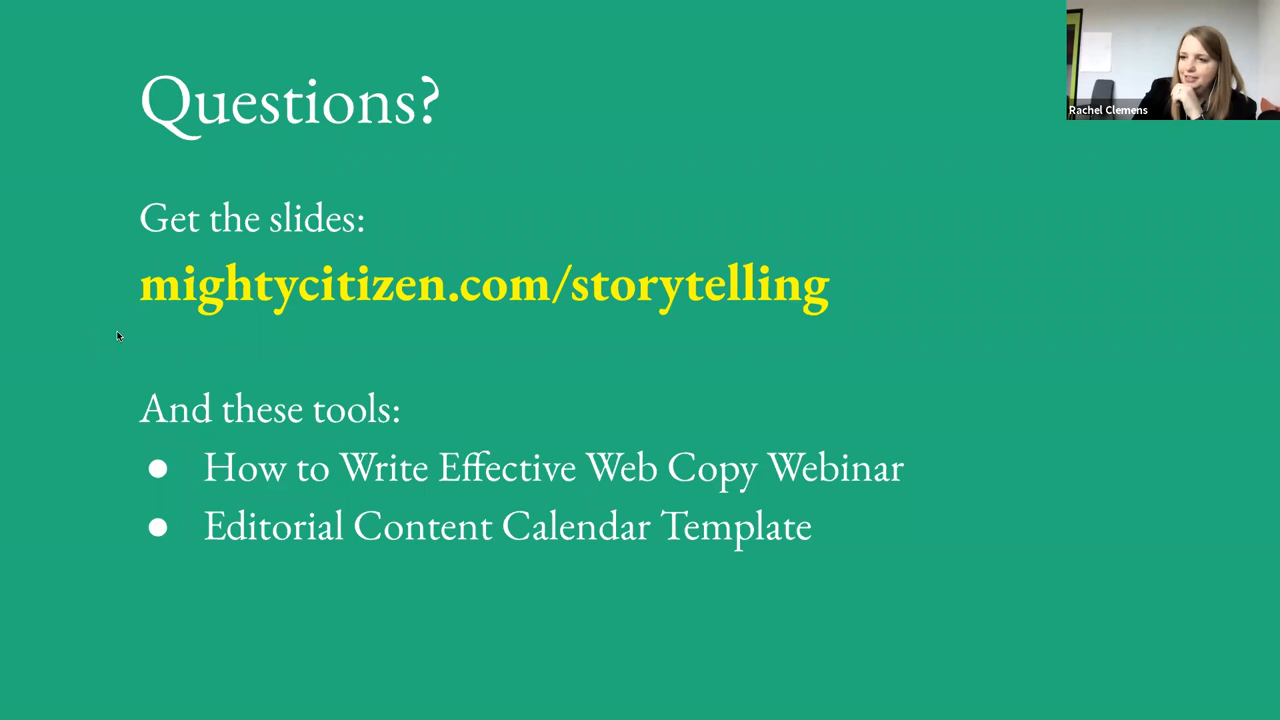 Questions?
Rachel Clemens
Get the slides:
mightycitizen.com/storytelling
And these tools:
● How to Write Effective Web Copy Webinar
● Editorial Content Calendar Template